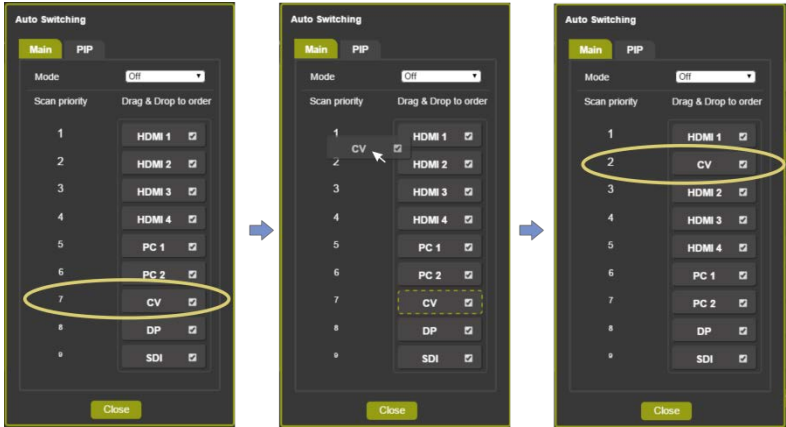 Auto Switching
Main PIP
Mode Off
Scan priority Drag & Drop to order
1 HDMI 1
2 HDMI 2
3 HDMI 3
4 HDMI 4
5 PC 1
6 PC 2
7 CV
8 DP
9 SDI
Close
Auto Switching
Main PIP
Mode Off
Scan priority Drag & Drop to order
1 HDMI 1
CV
2 HDMI 2
3 HDMI 3
4 HDMI 4
5 PC 1
6 PC 2
7 CV
8 DP
9 SDI
Close
Auto Switching
Main PIP
Mode Off
Scan priority Drag & Drop to order
1 HDMI 1
2 CV
3 HDMI 2
4 HDMI 3
5 HDMI 4
6 PC 1
7 PC 2
8 DP
9 SDI
Close